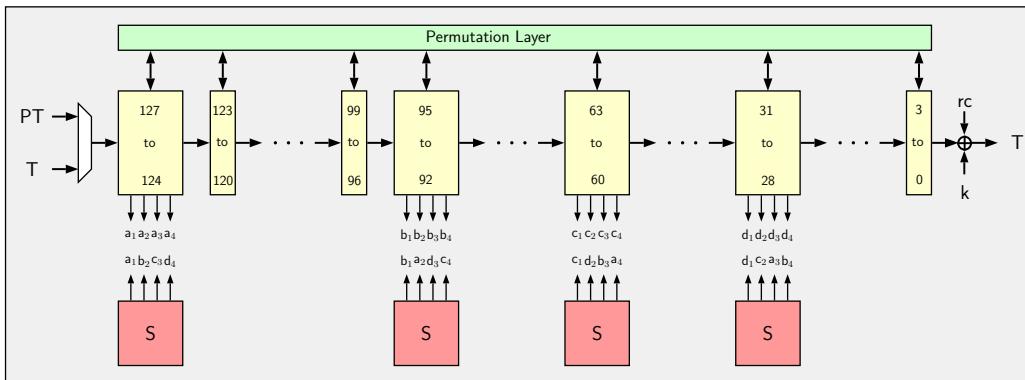 Permutation Layer
PT
T
127 to 124
123 to 120
. . .
99 to 96
95 to 92
. . .
63 to 60
. . .
31 to 28
. . .
3 to 0
rc
k
T
a1 a2 a3 a4
b1 b2 b3 b4
c1 c2 c3 c4
d1 d2 d3 d4
a1 b2 c3 d4
b1 a2 d3 c4
c1 d2 b3 a4
d1 c2 a3 b4
S
S
S
S